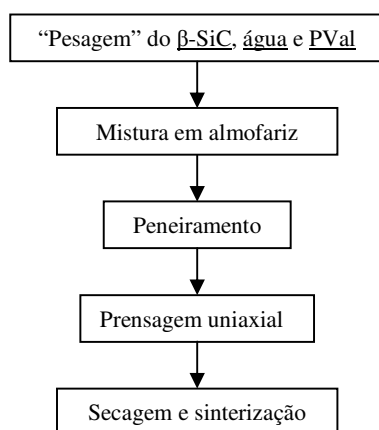 “Pesagem” do β-SiC, água e PVal
Mistura em almofariz
Peneiramento
Prensagem uniaxial
Secagem e sinterização